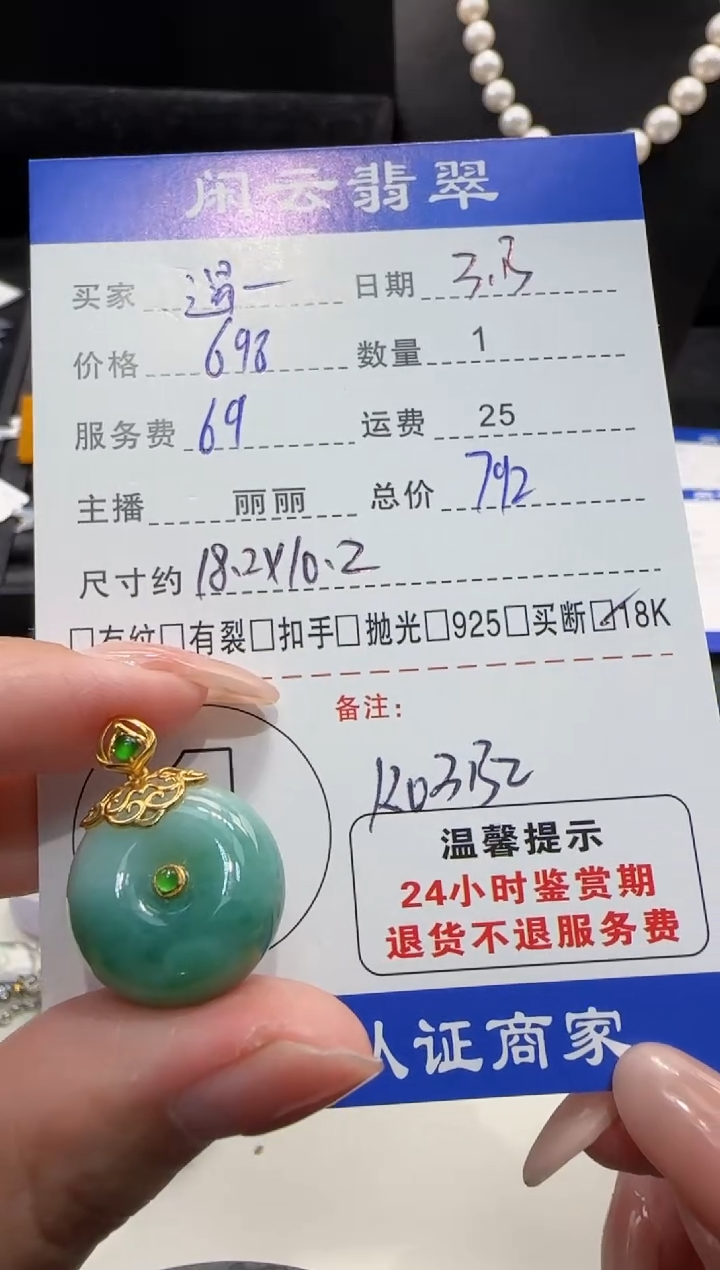 闲云翡翠
买家 遇一 日期 3.13
价格 698 数量 1
服务费 69 运费 25
主播 丽丽 总价 792
尺寸约 18.2X10.2
□有纹□有裂□扣手□抛光□925□买断☑18K
备注：
温馨提示
24小时鉴赏期
退货不退服务费
认证商家